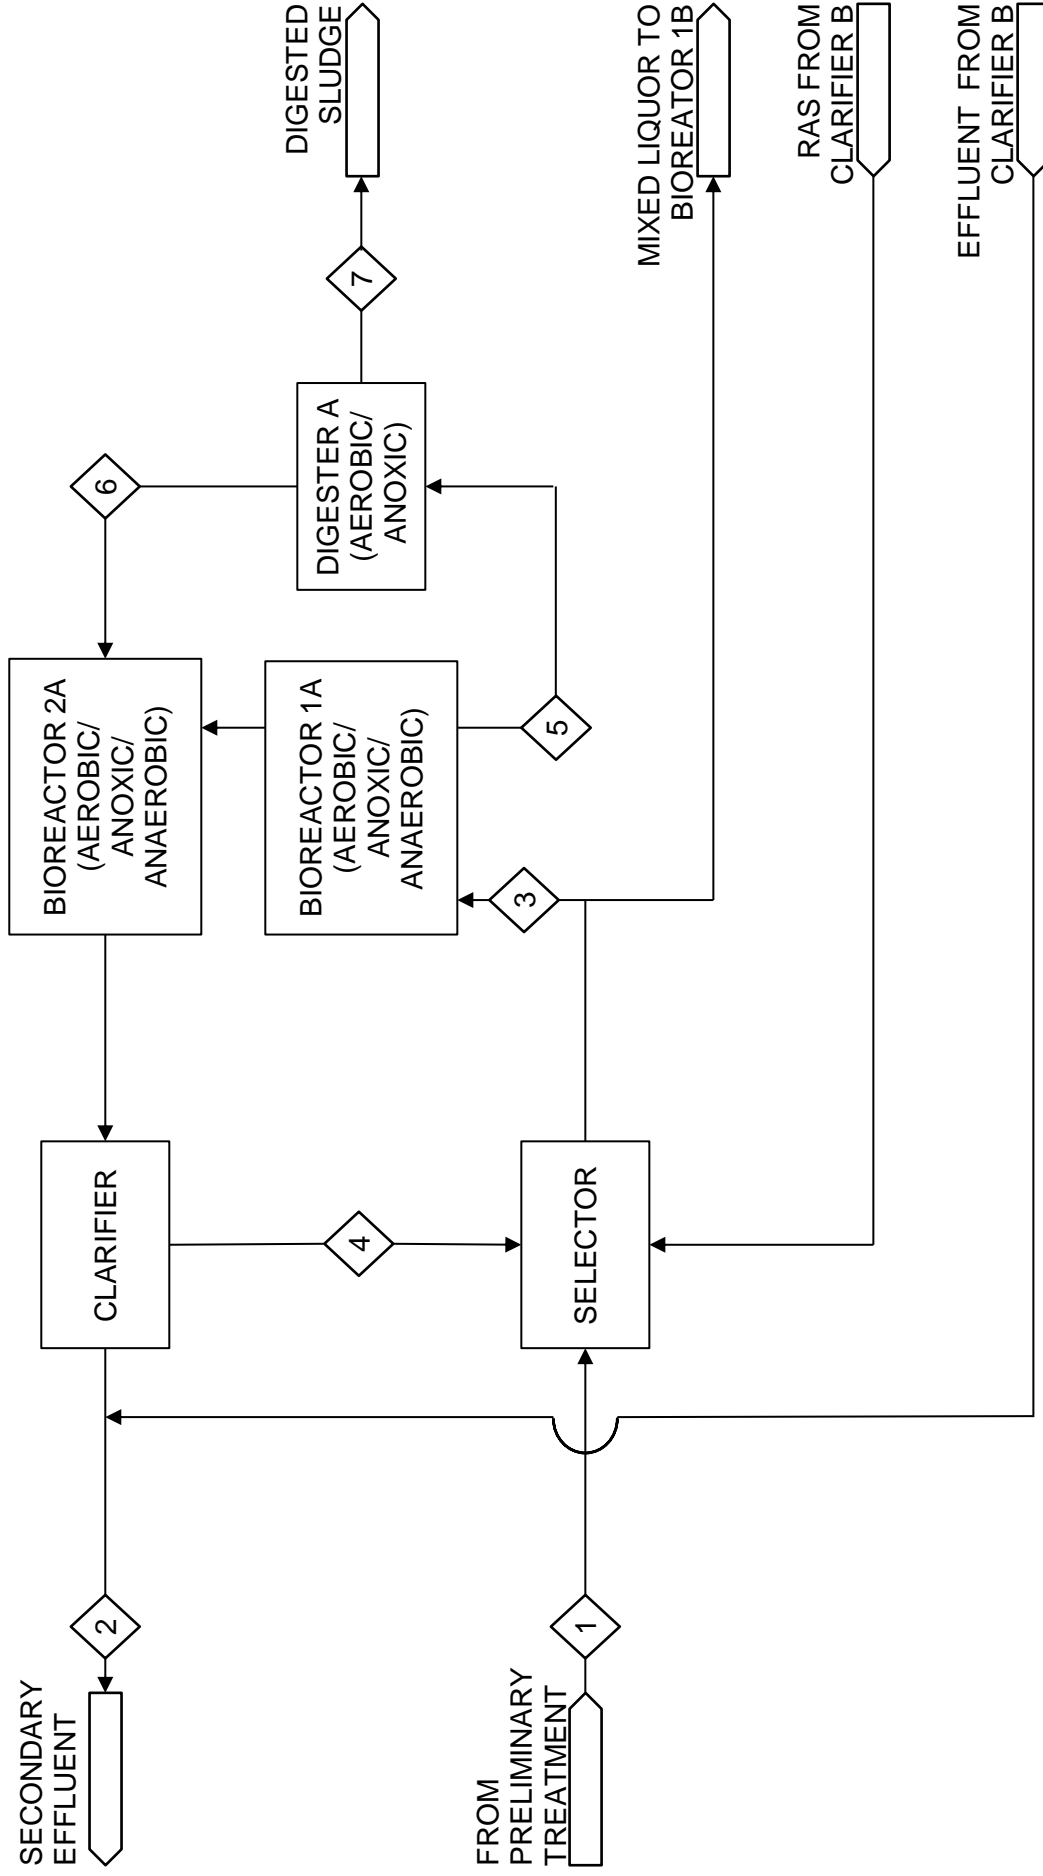 SECONDARY
EFFLUENT
2
CLARIFIER
BIOREACTOR 2A
(AEROBIC/
ANOXIC/
ANAEROBIC)
6
DIGESTED
SLUDGE
7
DIGESTER A
(AEROBIC/
ANOXIC)
BIOREACTOR 1A
(AEROBIC/
ANOXIC/
ANAEROBIC)
4
3
5
FROM
PRELIMINARY
TREATMENT
1
SELECTOR
MIXED LIQUOR TO
BIOREATOR 1B
RAS FROM
CLARIFIER B
EFFLUENT FROM
CLARIFIER B